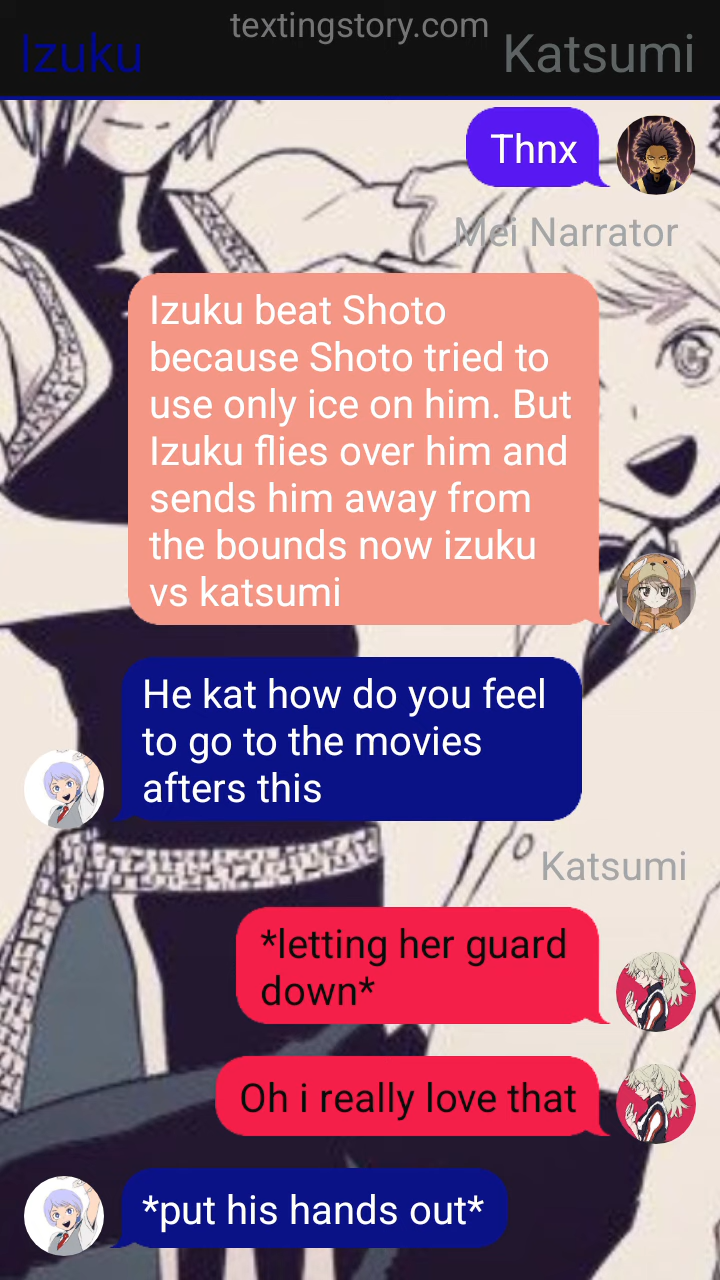 textingstory.com
Izuku
Katsumi
Thnx
Mei Narrator
Izuku beat Shoto
because Shoto tried to
use only ice on him. But
Izuku flies over him and
sends him away from
the bounds now izuku
vs katsumi
He kat how do you feel
to go to the movies
afters this
Katsumi
*letting her guard
down*
Oh i really love that
*put his hands out*